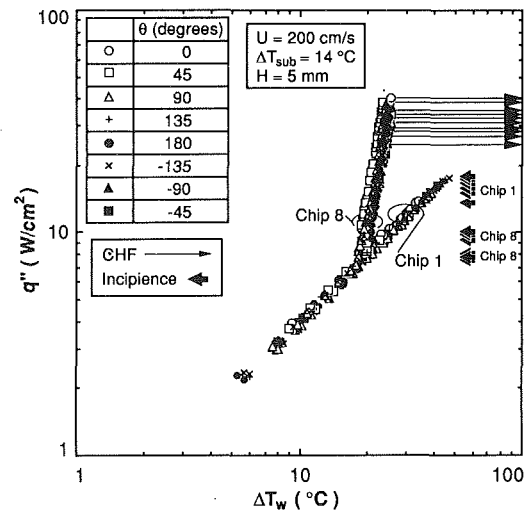 100
10
1
q" ( W/cm² )
θ (degrees)
○ 0
□ 45
△ 90
+ 135
● 180
× -135
▲ -90
■ -45
U = 200 cm/s
ΔTsub = 14 °C
H = 5 mm
CHF
Incipience
Chip 8
Chip 1
Chip 1
Chip 8
Chip 8
1
10
100
ΔTw ( °C)